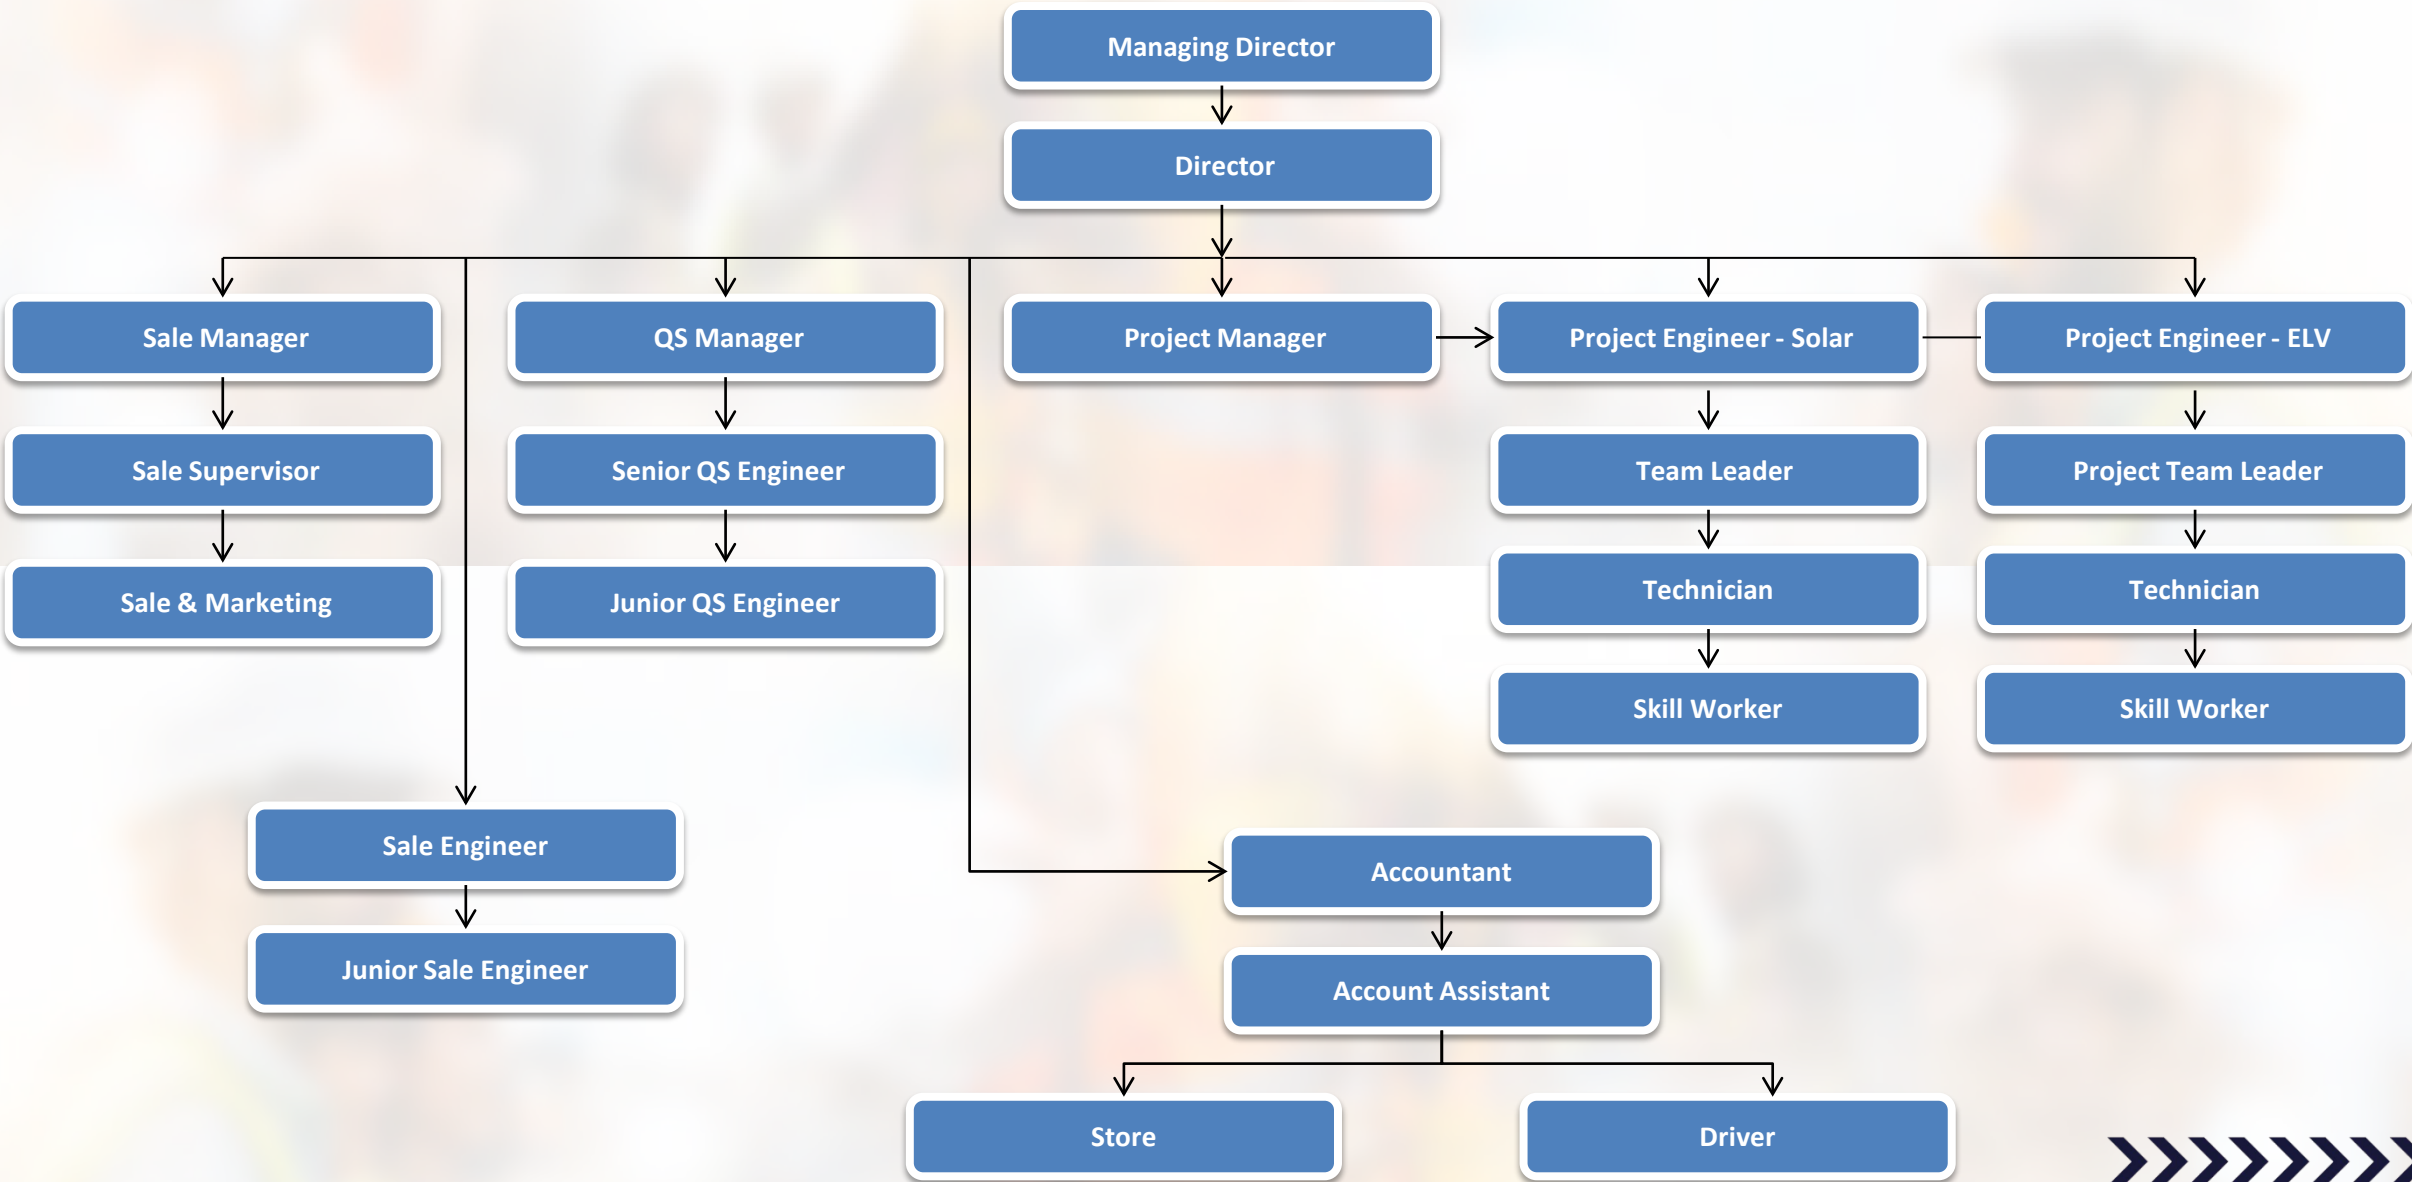 Managing Director
Director
Sale Manager
QS Manager
Project Manager
Project Engineer - Solar
Project Engineer - ELV
Sale Supervisor
Senior QS Engineer
Team Leader
Project Team Leader
Sale & Marketing
Junior QS Engineer
Technician
Technician
Skill Worker
Skill Worker
Sale Engineer
Accountant
Junior Sale Engineer
Account Assistant
Store
Driver